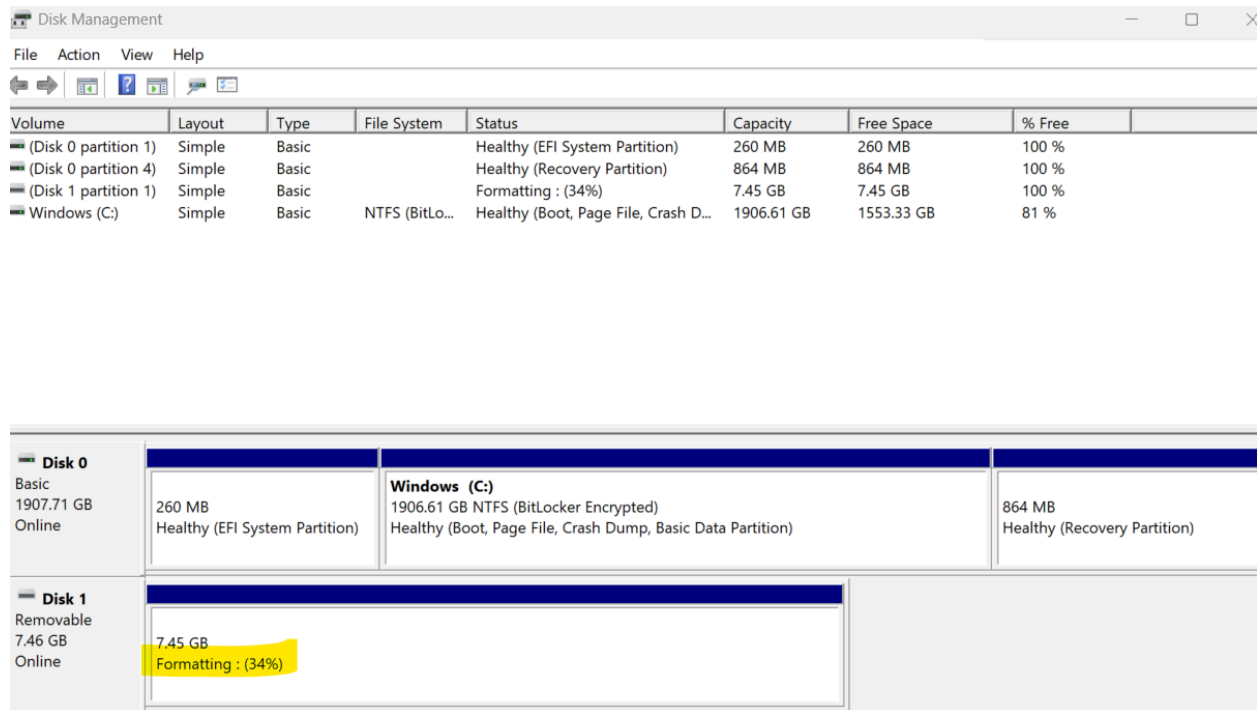 Disk Management
File Action View Help
Volume Layout Type File System Status Capacity Free Space % Free
(Disk 0 partition 1) Simple Basic Healthy (EFI System Partition) 260 MB 260 MB 100 %
(Disk 0 partition 4) Simple Basic Healthy (Recovery Partition) 864 MB 864 MB 100 %
(Disk 1 partition 1) Simple Basic Formatting : (34%) 7.45 GB 7.45 GB 100 %
Windows (C:) Simple Basic NTFS (BitLo... Healthy (Boot, Page File, Crash D... 1906.61 GB 1553.33 GB 81 %
Disk 0
Basic
1907.71 GB
Online
260 MB
Healthy (EFI System Partition)
Windows (C:)
1906.61 GB NTFS (BitLocker Encrypted)
Healthy (Boot, Page File, Crash Dump, Basic Data Partition)
864 MB
Healthy (Recovery Partition)
Disk 1
Removable
7.46 GB
Online
7.45 GB
Formatting : (34%)